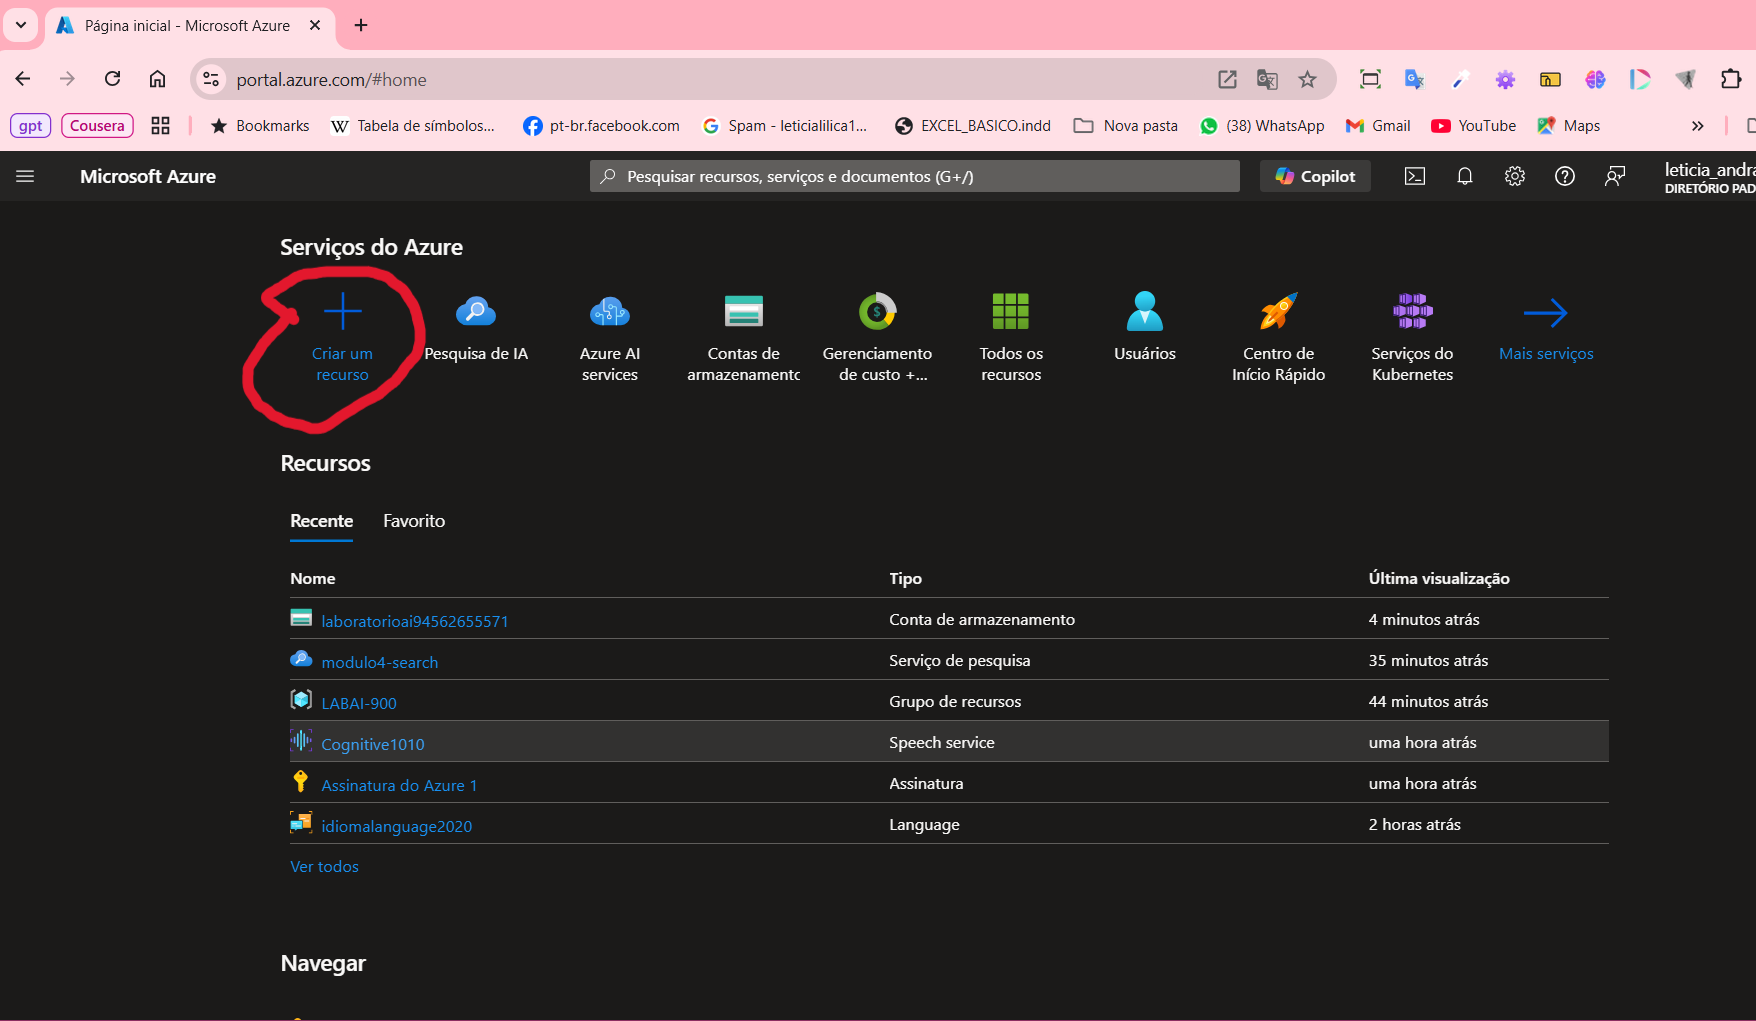 Página inicial - Microsoft Azure
portal.azure.com/#home
gpt
Cousera
Bookmarks
Tabela de símbolos...
pt-br.facebook.com
Spam - leticialilica1...
EXCEL_BASICO.indd
Nova pasta
(38) WhatsApp
Gmail
YouTube
Maps
Microsoft Azure
Pesquisar recursos, serviços e documentos (G+/)
Copilot
leticia_andra
DIRETÓRIO PAD
Serviços do Azure
Criar um
recurso
Pesquisa de IA
Azure AI
services
Contas de
armazenamento
Gerenciamento
de custo +...
Todos os
recursos
Usuários
Centro de
Início Rápido
Serviços do
Kubernetes
Mais serviços
Recursos
Recente Favorito
Nome Tipo Última visualização
laboratorioai94562655571 Conta de armazenamento 4 minutos atrás
modulo4-search Serviço de pesquisa 35 minutos atrás
LABAI-900 Grupo de recursos 44 minutos atrás
Cognitive1010 Speech service uma hora atrás
Assinatura do Azure 1 Assinatura uma hora atrás
idiomalanguage2020 Language 2 horas atrás
Ver todos
Navegar